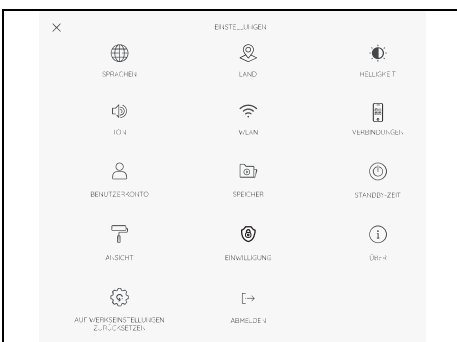 EINSTELLUNGEN
SPRACHEN
LAND
HELLIGKEIT
TON
WLAN
VERBINDUNGEN
BENUTZERKONTO
SPEICHER
STANDBY-ZEIT
ANSICHT
EINWILLIGUNG
ÜBER
AUF WERKSEINSTELLUNGEN
ZURÜCKSETZEN
ABMELDEN